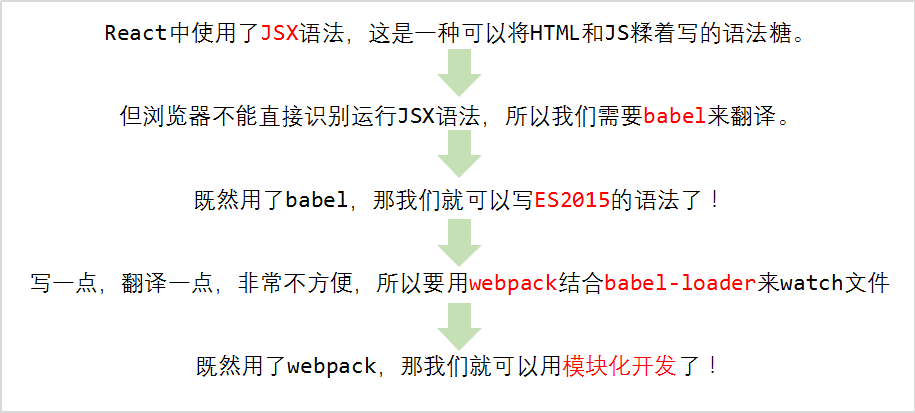 React中使用了JSX语法，这是一种可以将HTML和JS糅着写的语法糖。
但浏览器不能直接识别运行JSX语法，所以我们需要babel来翻译。
既然用了babel，那我们就可以写ES2015的语法了！
写一点，翻译一点，非常不方便，所以要用webpack结合babel-loader来watch文件
既然用了webpack，那我们就可以用模块化开发了！